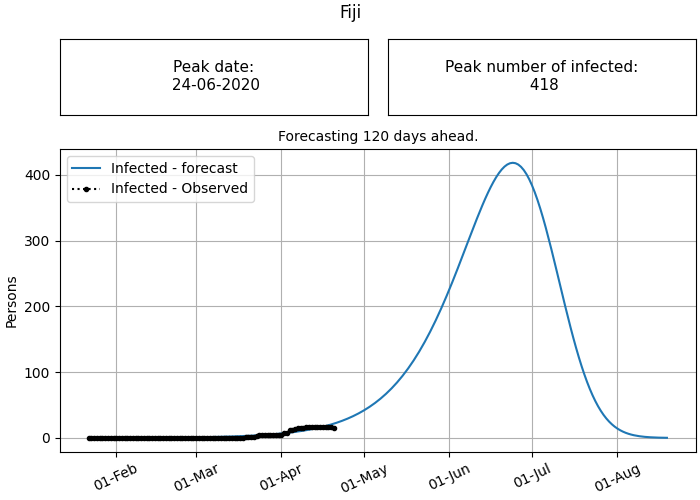 Fiji
Peak date:
24-06-2020
Peak number of infected:
418
Forecasting 120 days ahead.
Infected - forecast
Infected - Observed
400
300
200
100
0
Persons
01-Feb
01-Mar
01-Apr
01-May
01-Jun
01-Jul
01-Aug